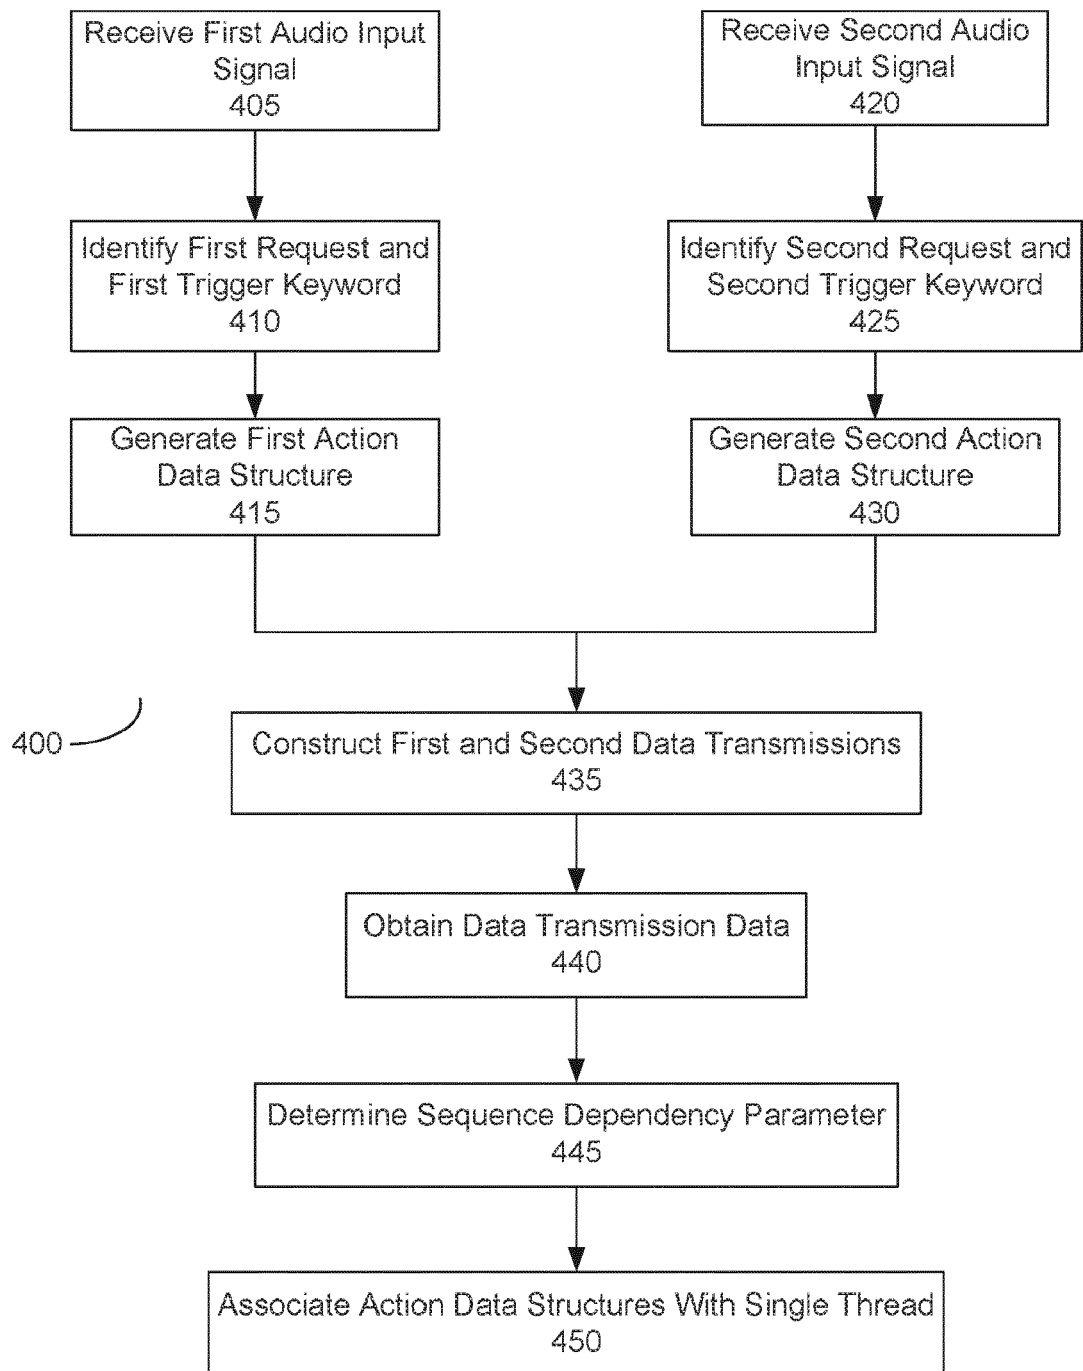 Receive First Audio Input
Signal
405
Identify First Request and
First Trigger Keyword
410
Generate First Action
Data Structure
415
Receive Second Audio
Input Signal
420
Identify Second Request and
Second Trigger Keyword
425
Generate Second Action
Data Structure
430
400
Construct First and Second Data Transmissions
435
Obtain Data Transmission Data
440
Determine Sequence Dependency Parameter
445
Associate Action Data Structures With Single Thread
450